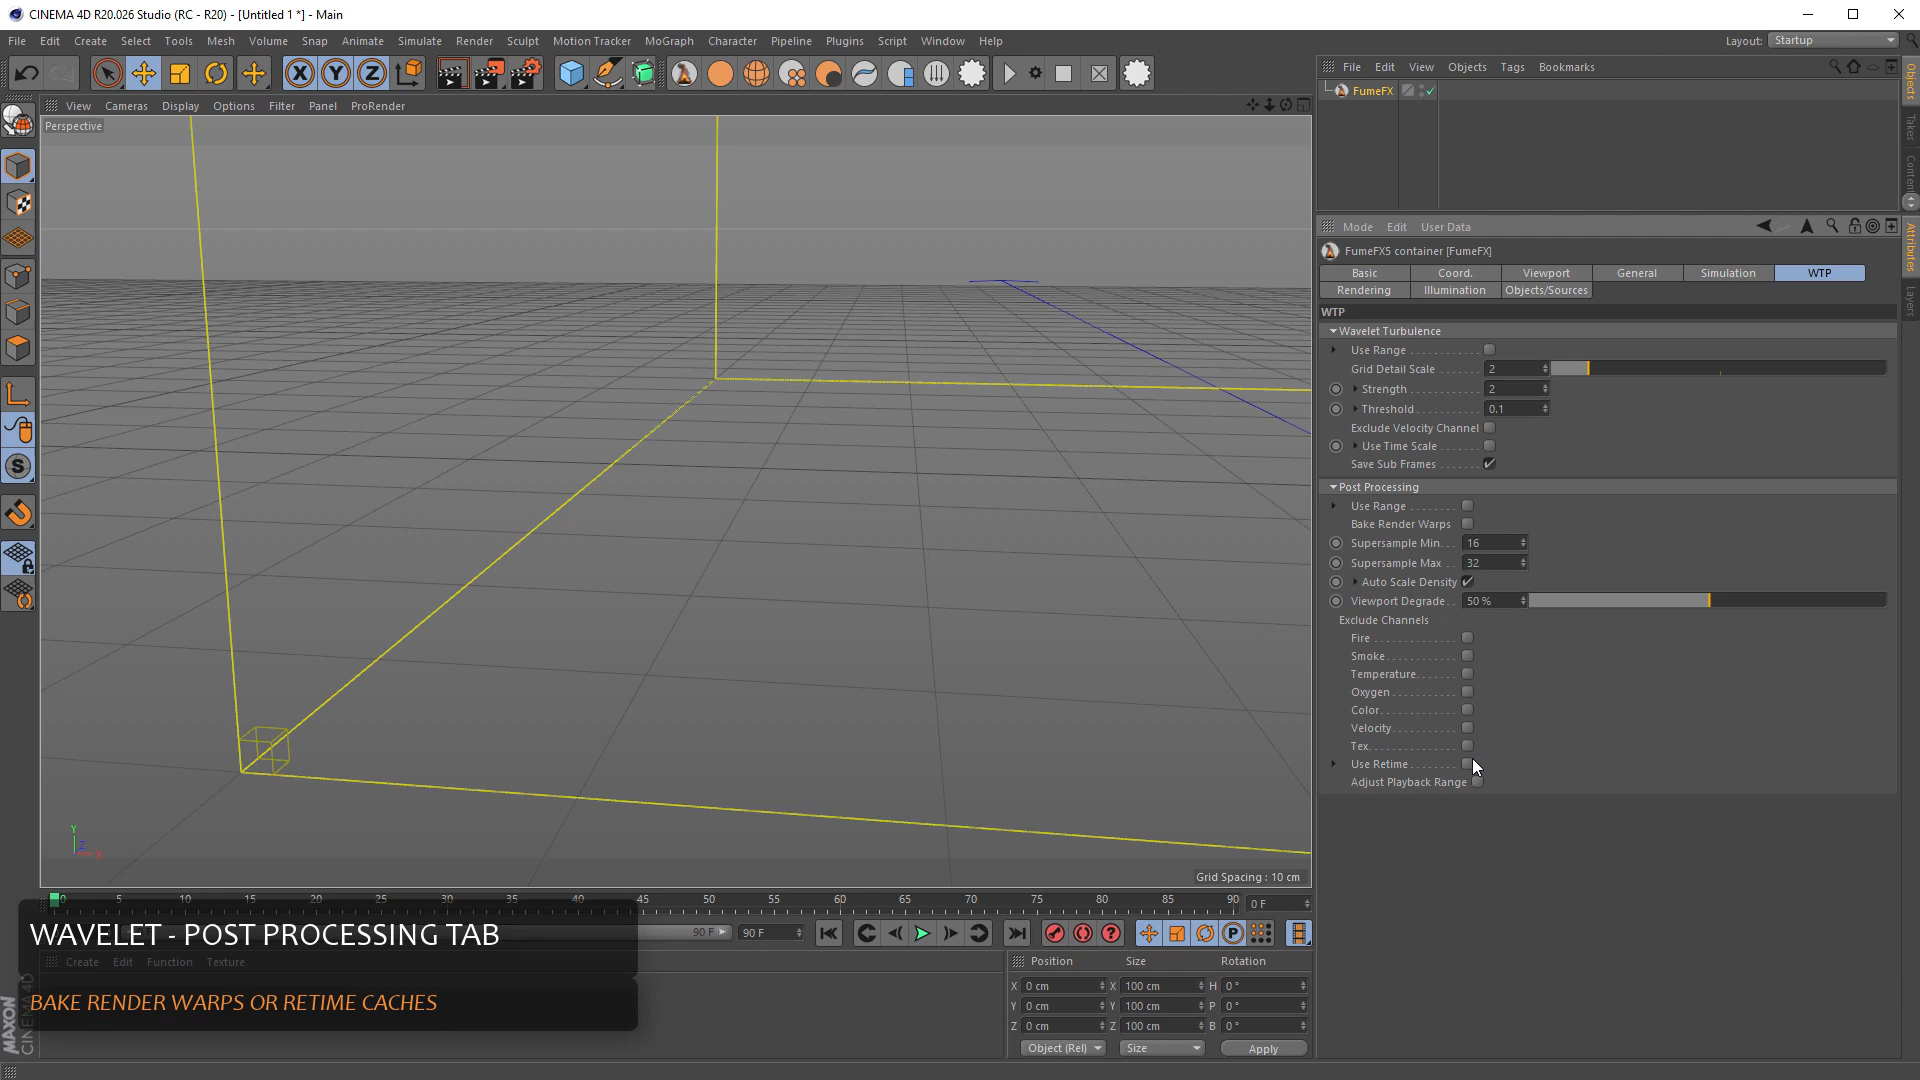 CINEMA 4D R20.026 Studio (RC - R20) - [Untitled 1 *] - Main
File Edit Create Select Tools Mesh Volume Snap Animate Simulate Render Sculpt Motion Tracker MoGraph Character Pipeline Plugins Script Window Help
Layout: Startup
X Y Z
File Edit View Objects Tags Bookmarks
FumeFX
Objects
Takes
Content
Attributes
Layers
View Cameras Display Options Filter Panel ProRender
Perspective
Y
Z
X
Grid Spacing : 10 cm
Mode Edit User Data
FumeFX5 container [FumeFX]
Basic Coord. Viewport General Simulation WTP
Rendering Illumination Objects/Sources
WTP
Wavelet Turbulence
Use Range
Grid Detail Scale 2
Strength 2
Threshold 0.1
Exclude Velocity Channel
Use Time Scale
Save Sub Frames
Post Processing
Use Range
Bake Render Warps
Supersample Min 16
Supersample Max 32
Auto Scale Density
Viewport Degrade 50 %
Exclude Channels
Fire
Smoke
Temperature
Oxygen
Color
Velocity
Tex
Use Retime
Adjust Playback Range
0 5 10 15 20 25 30 35 40 45 50 55 60 65 70 75 80 85 90 0 F
90 F 90 F
WAVELET - POST PROCESSING TAB
Create Edit Function Texture
BAKE RENDER WARPS OR RETIME CACHES
MAXON
CINEMA 4D
Position Size Rotation
X 0 cm X 100 cm H 0 °
Y 0 cm Y 100 cm P 0 °
Z 0 cm Z 100 cm B 0 °
Object (Rel) Size Apply